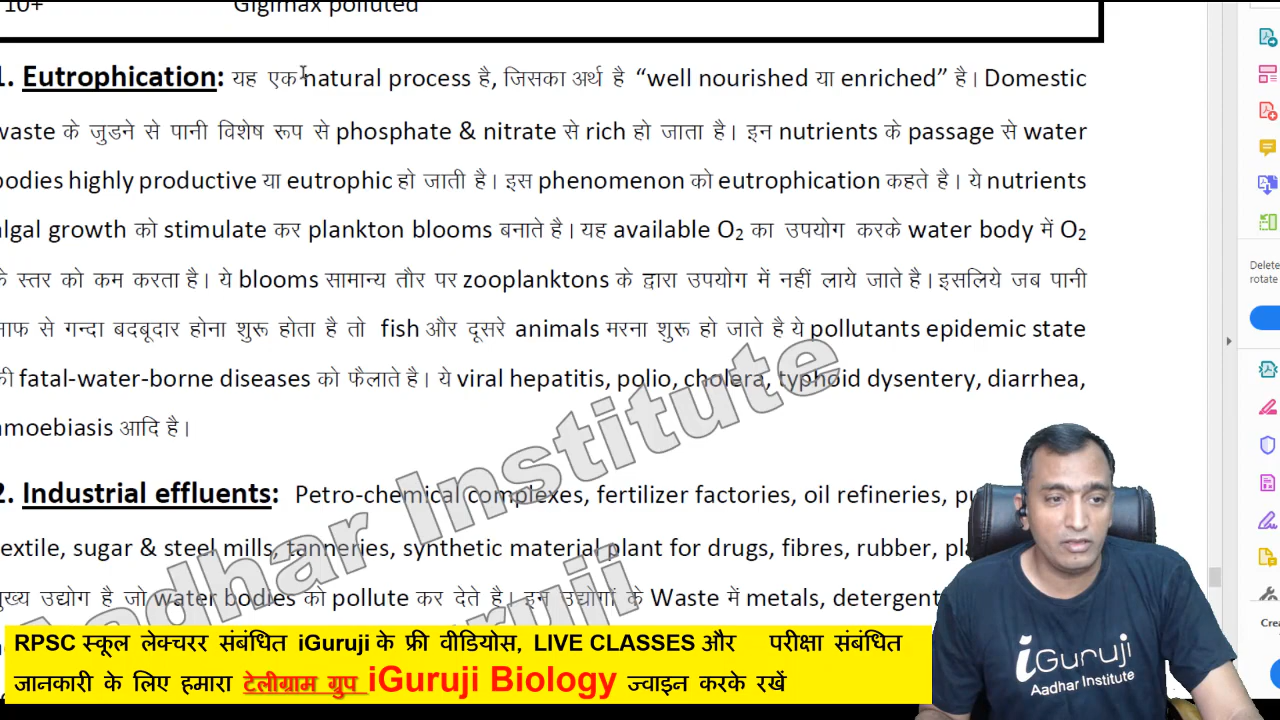 10+ Gigimax polluted
1. Eutrophication: यह एक natural process है, जिसका अर्थ है “well nourished या enriched” है। Domestic
waste के जुडने से पानी विशेष रूप से phosphate & nitrate से rich हो जाता है। इन nutrients के passage से water
bodies highly productive या eutrophic हो जाती है। इस phenomenon को eutrophication कहते है। ये nutrients
algal growth को stimulate कर plankton blooms बनाते है। यह available O₂ का उपयोग करके water body में O₂
के स्तर को कम करता है। ये blooms सामान्य तौर पर zooplanktons के द्वारा उपयोग में नहीं लाये जाते है। इसलिये जब पानी
साफ से गन्दा बदबूदार होना शुरू होता है तो fish और दूसरे animals मरना शुरू हो जाते है ये pollutants epidemic state
की fatal-water-borne diseases को फैलाते है। ये viral hepatitis, polio, cholera, typhoid dysentery, diarrhea,
amoebiasis आदि है।
2. Industrial effluents: Petro-chemical complexes, fertilizer factories, oil refineries,
textile, sugar & steel mills, tanneries, synthetic material plant for drugs, fibres, rubber,
मुख्य उद्योग है जो water bodies को pollute कर देते है। इन उद्योगों के Waste में metals, detergent
Aadhar Institute
iGuruji
RPSC स्कूल लेक्चरर संबंधित iGuruji के फ्री वीडियोस, LIVE CLASSES और परीक्षा संबंधित
जानकारी के लिए हमारा टेलीग्राम ग्रुप iGuruji Biology ज्वाइन करके रखें
iGuruji
Aadhar Institute
Delete
rotate